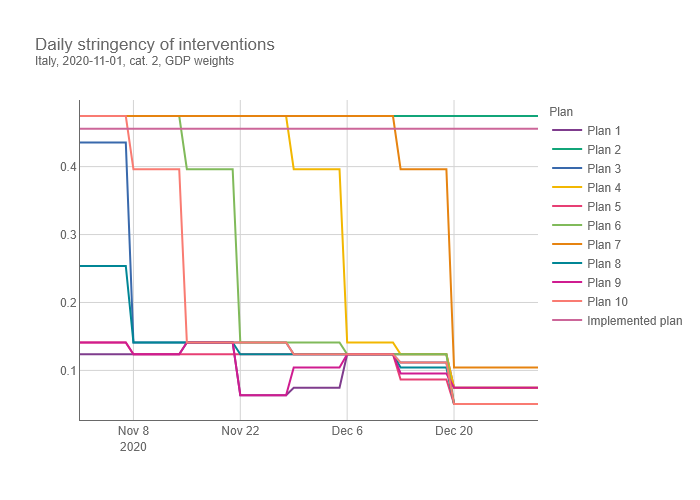 Daily stringency of interventions
Italy, 2020-11-01, cat. 2, GDP weights
Plan
Plan 1
Plan 2
Plan 3
Plan 4
Plan 5
Plan 6
Plan 7
Plan 8
Plan 9
Plan 10
Implemented plan
0.4
0.3
0.2
0.1
Nov 8
2020
Nov 22
Dec 6
Dec 20